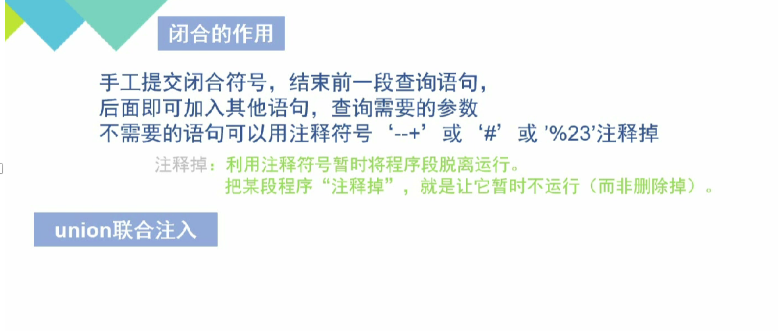 闭合的作用
手工提交闭合符号，结束前一段查询语句，
后面即可加入其他语句，查询需要的参数
不需要的语句可以用注释符号‘--+’或‘#’或 '%23’注释掉
注释掉：利用注释符号暂时将程序段脱离运行。
把某段程序“注释掉”，就是让它暂时不运行（而非删除掉）。
union联合注入